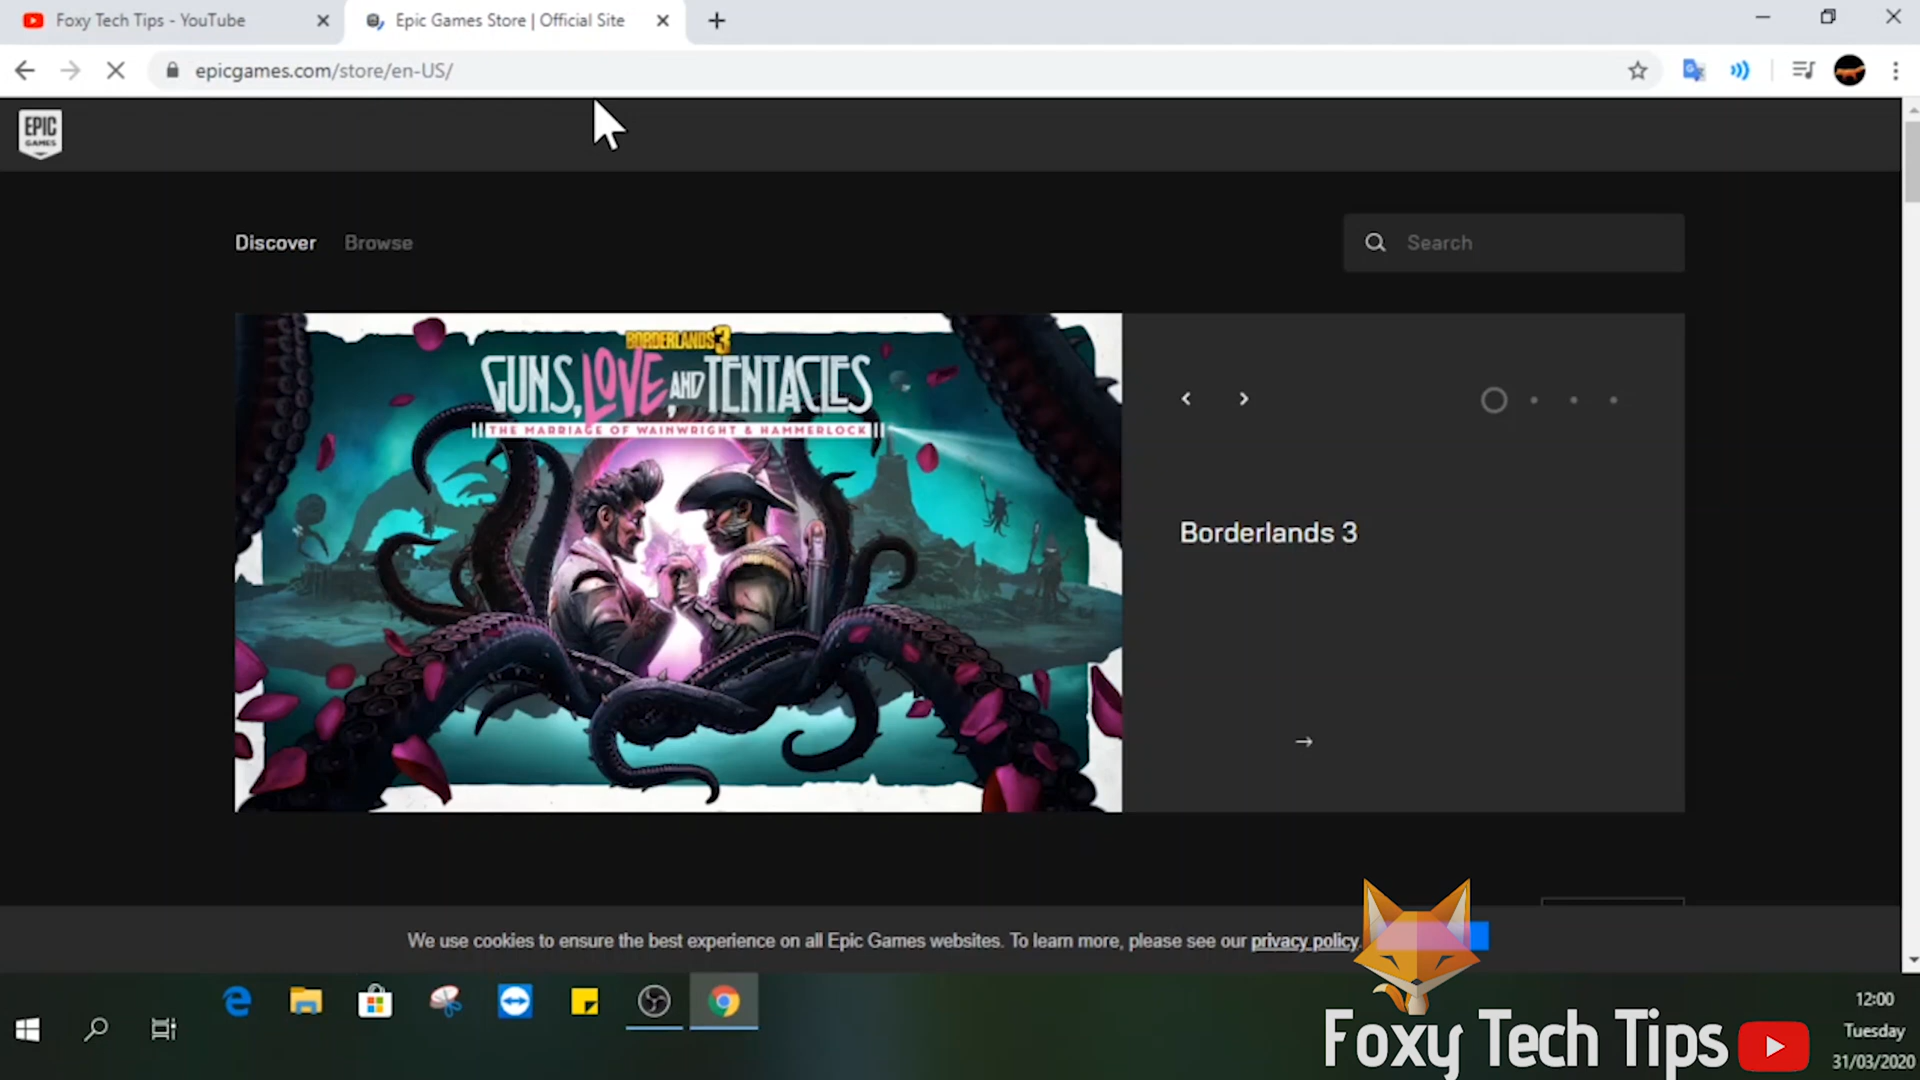 Foxy Tech Tips - YouTube
Epic Games Store | Official Site
epicgames.com/store/en-US/
EPIC
GAMES
Discover
Browse
Search
BORDERLANDS 3
GUNS, LOVE, AND TENTACLES
THE MARRIAGE OF WAINWRIGHT & HAMMERLOCK
Borderlands 3
We use cookies to ensure the best experience on all Epic Games websites. To learn more, please see our privacy policy.
12:00
Tuesday
31/03/2020
Foxy Tech Tips